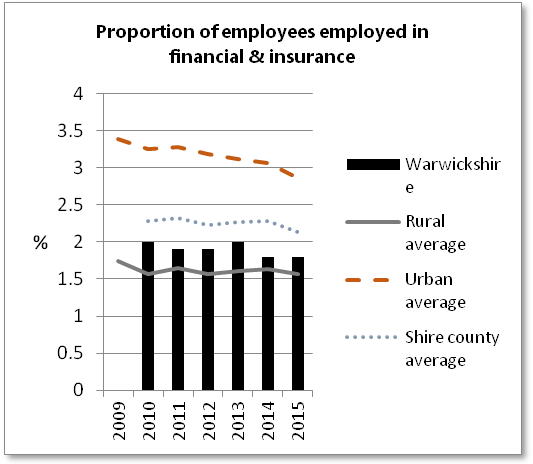 Proportion of employees employed in
financial & insurance
4
3.5
3
2.5
2
1.5
1
0.5
0
%
2009
2010
2011
2012
2013
2014
2015
Warwickshir
e
Rural
average
Urban
average
Shire county
average